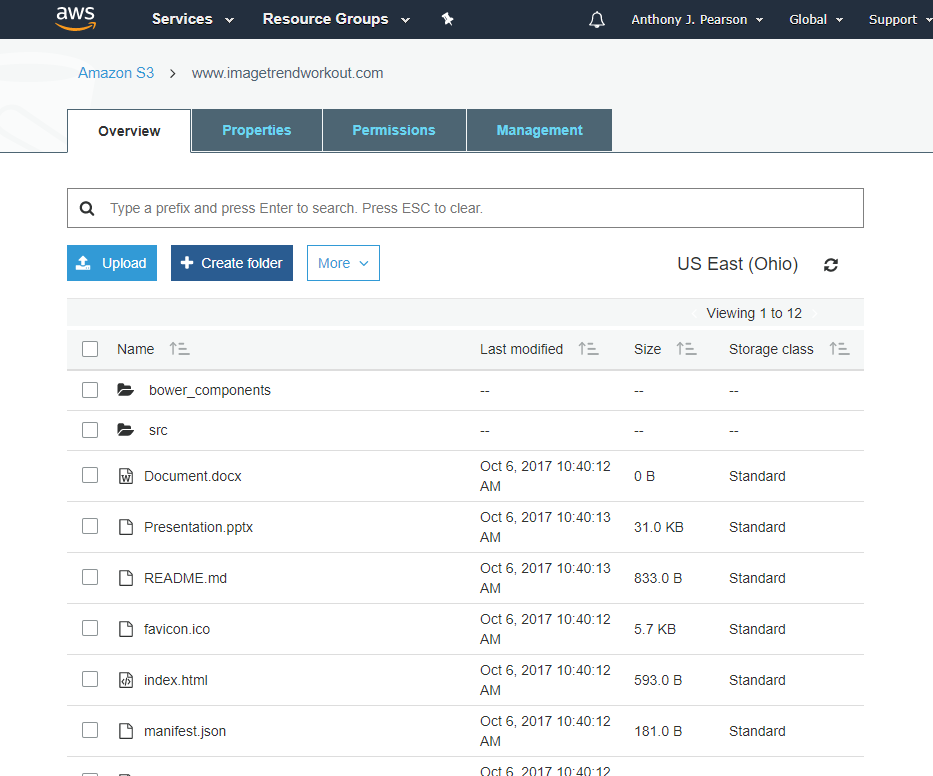 aws Services Resource Groups Anthony J. Pearson Global Support
Amazon S3 > www.imagetrendworkout.com
Overview Properties Permissions Management
Type a prefix and press Enter to search. Press ESC to clear.
Upload Create folder More US East (Ohio)
Viewing 1 to 12
Name Last modified Size Storage class
bower_components -- -- --
src -- -- --
Document.docx Oct 6, 2017 10:40:12 AM 0 B Standard
Presentation.pptx Oct 6, 2017 10:40:13 AM 31.0 KB Standard
README.md Oct 6, 2017 10:40:13 AM 833.0 B Standard
favicon.ico Oct 6, 2017 10:40:12 AM 5.7 KB Standard
index.html Oct 6, 2017 10:40:12 AM 593.0 B Standard
manifest.json Oct 6, 2017 10:40:12 AM 181.0 B Standard
Oct 6, 2017 10:40:12